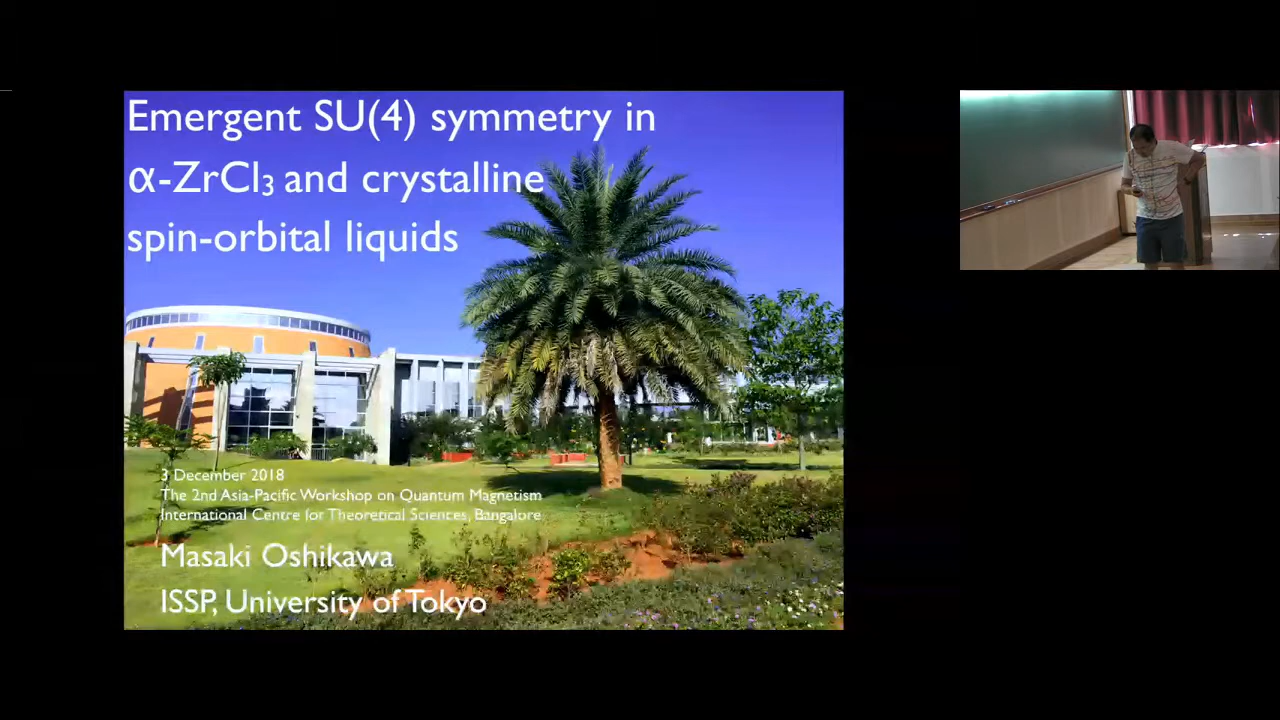 Emergent SU(4) symmetry in
α-ZrCl₃ and crystalline
spin-orbital liquids
3 December 2018
The 2nd Asia-Pacific Workshop on Quantum Magnetism
International Centre for Theoretical Sciences, Bangalore
Masaki Oshikawa
ISSP, University of Tokyo